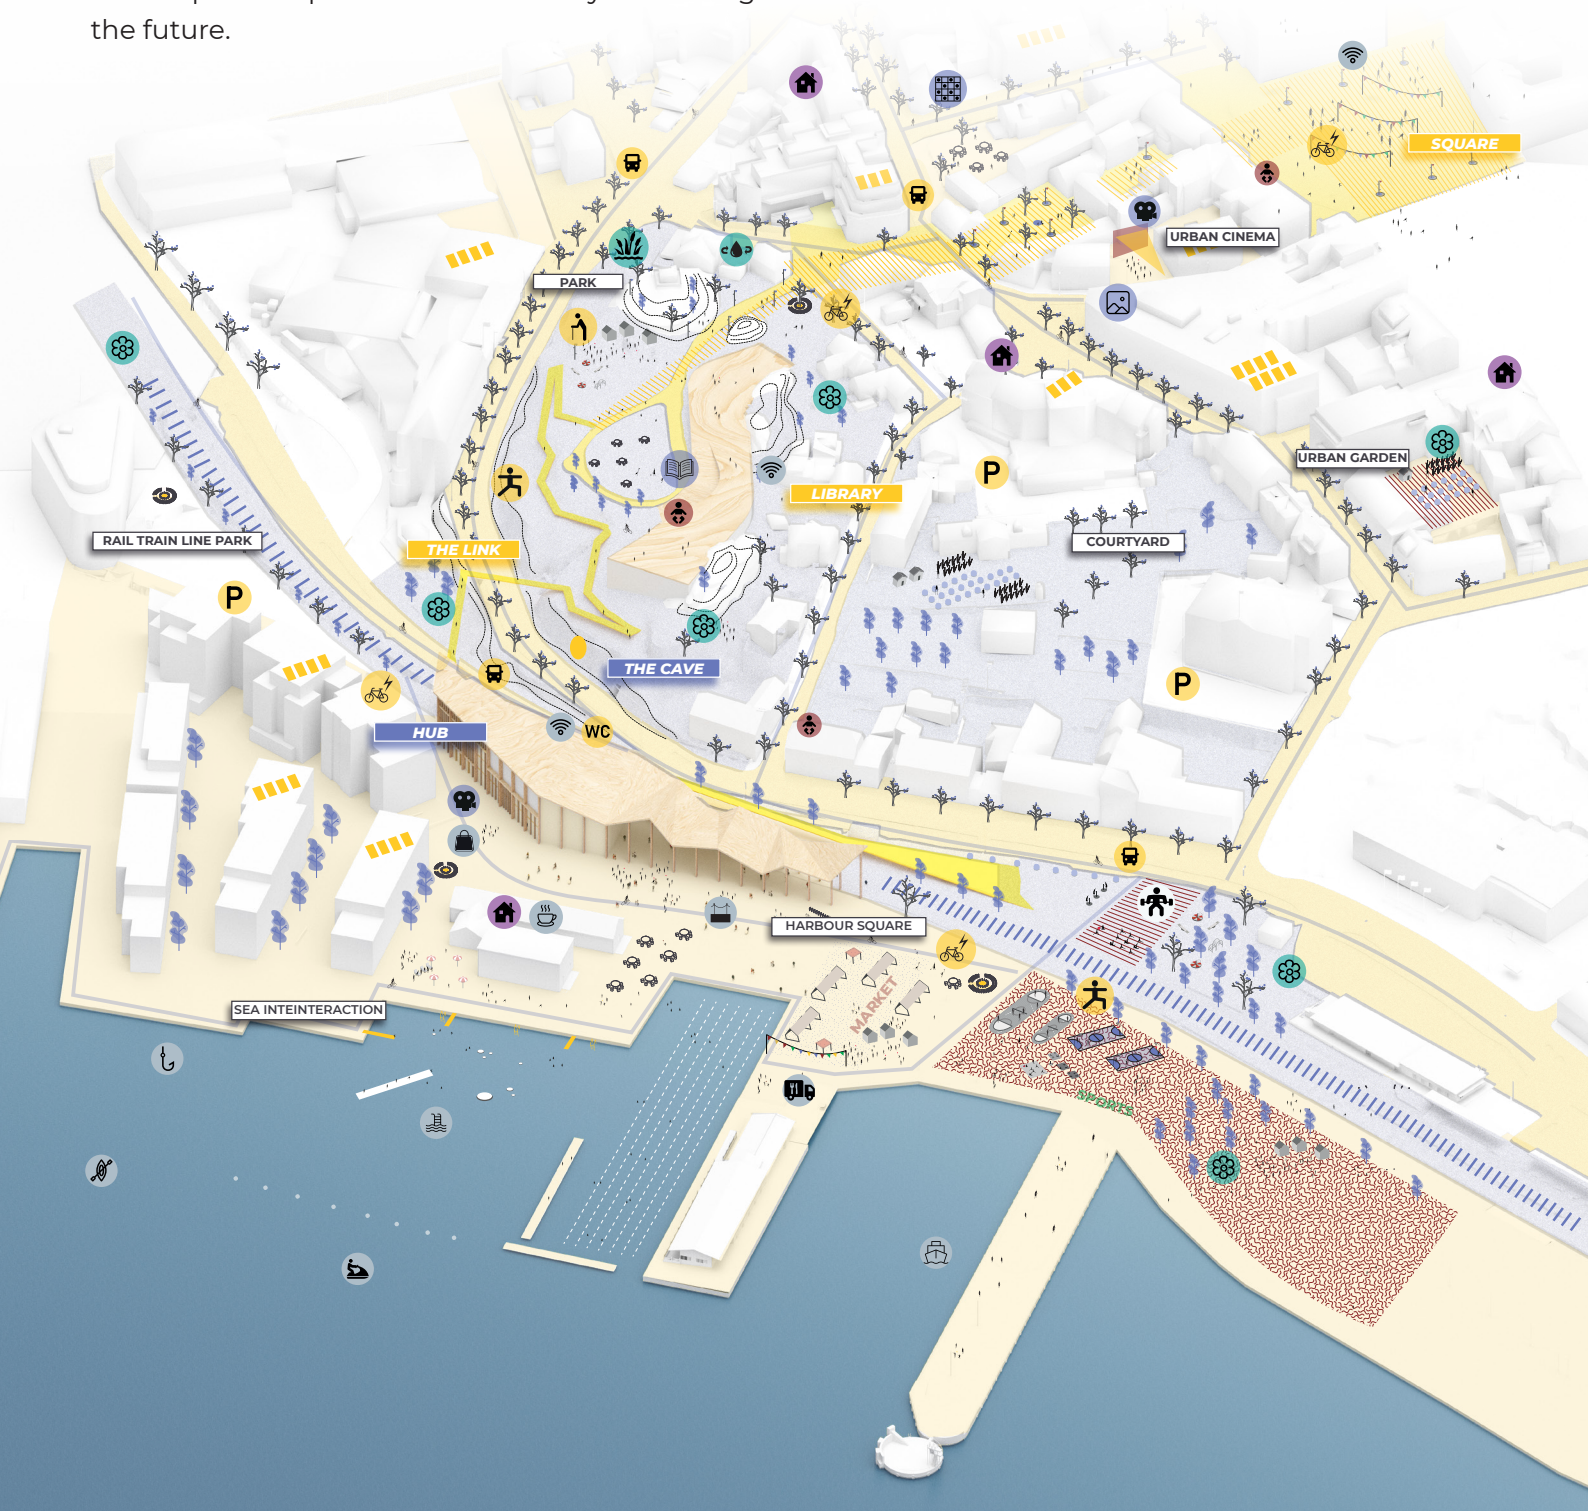 the future.
SQUARE
URBAN CINEMA
PARK
URBAN GARDEN
P
LIBRARY
RAIL TRAIN LINE PARK
COURTYARD
THE LINK
P
THE CAVE
P
HUB
WC
HARBOUR SQUARE
MARKET
SEA INTEINTERACTION
SPORTS